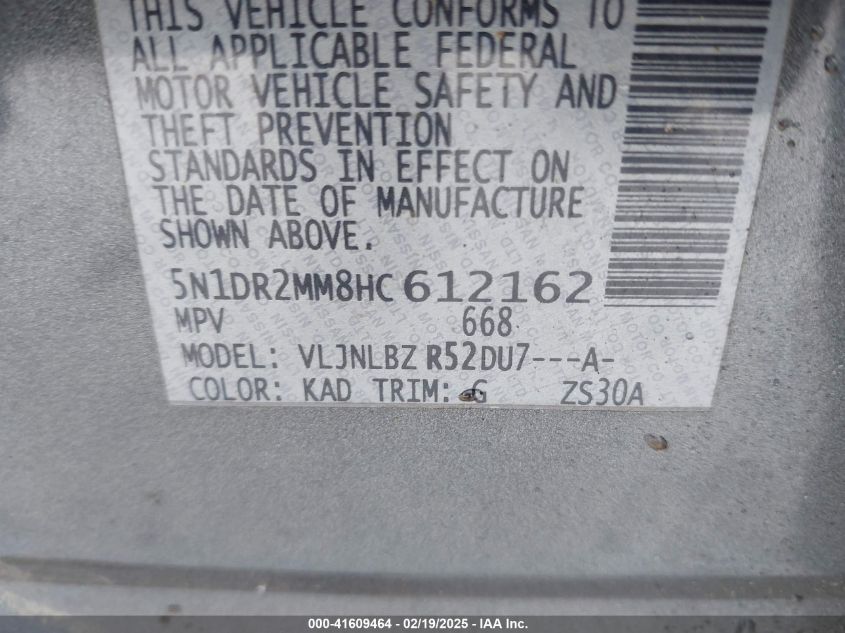 THIS VEHICLE CONFORMS TO
ALL APPLICABLE FEDERAL
MOTOR VEHICLE SAFETY AND
THEFT PREVENTION
STANDARDS IN EFFECT ON
THE DATE OF MANUFACTURE
SHOWN ABOVE.
5N1DR2MM8HC612162
MPV 668
MODEL: VLJNLBZ R52DU7---A-
COLOR: KAD TRIM: G ZS30A
000-41609464 - 02/19/2025 - IAA Inc.